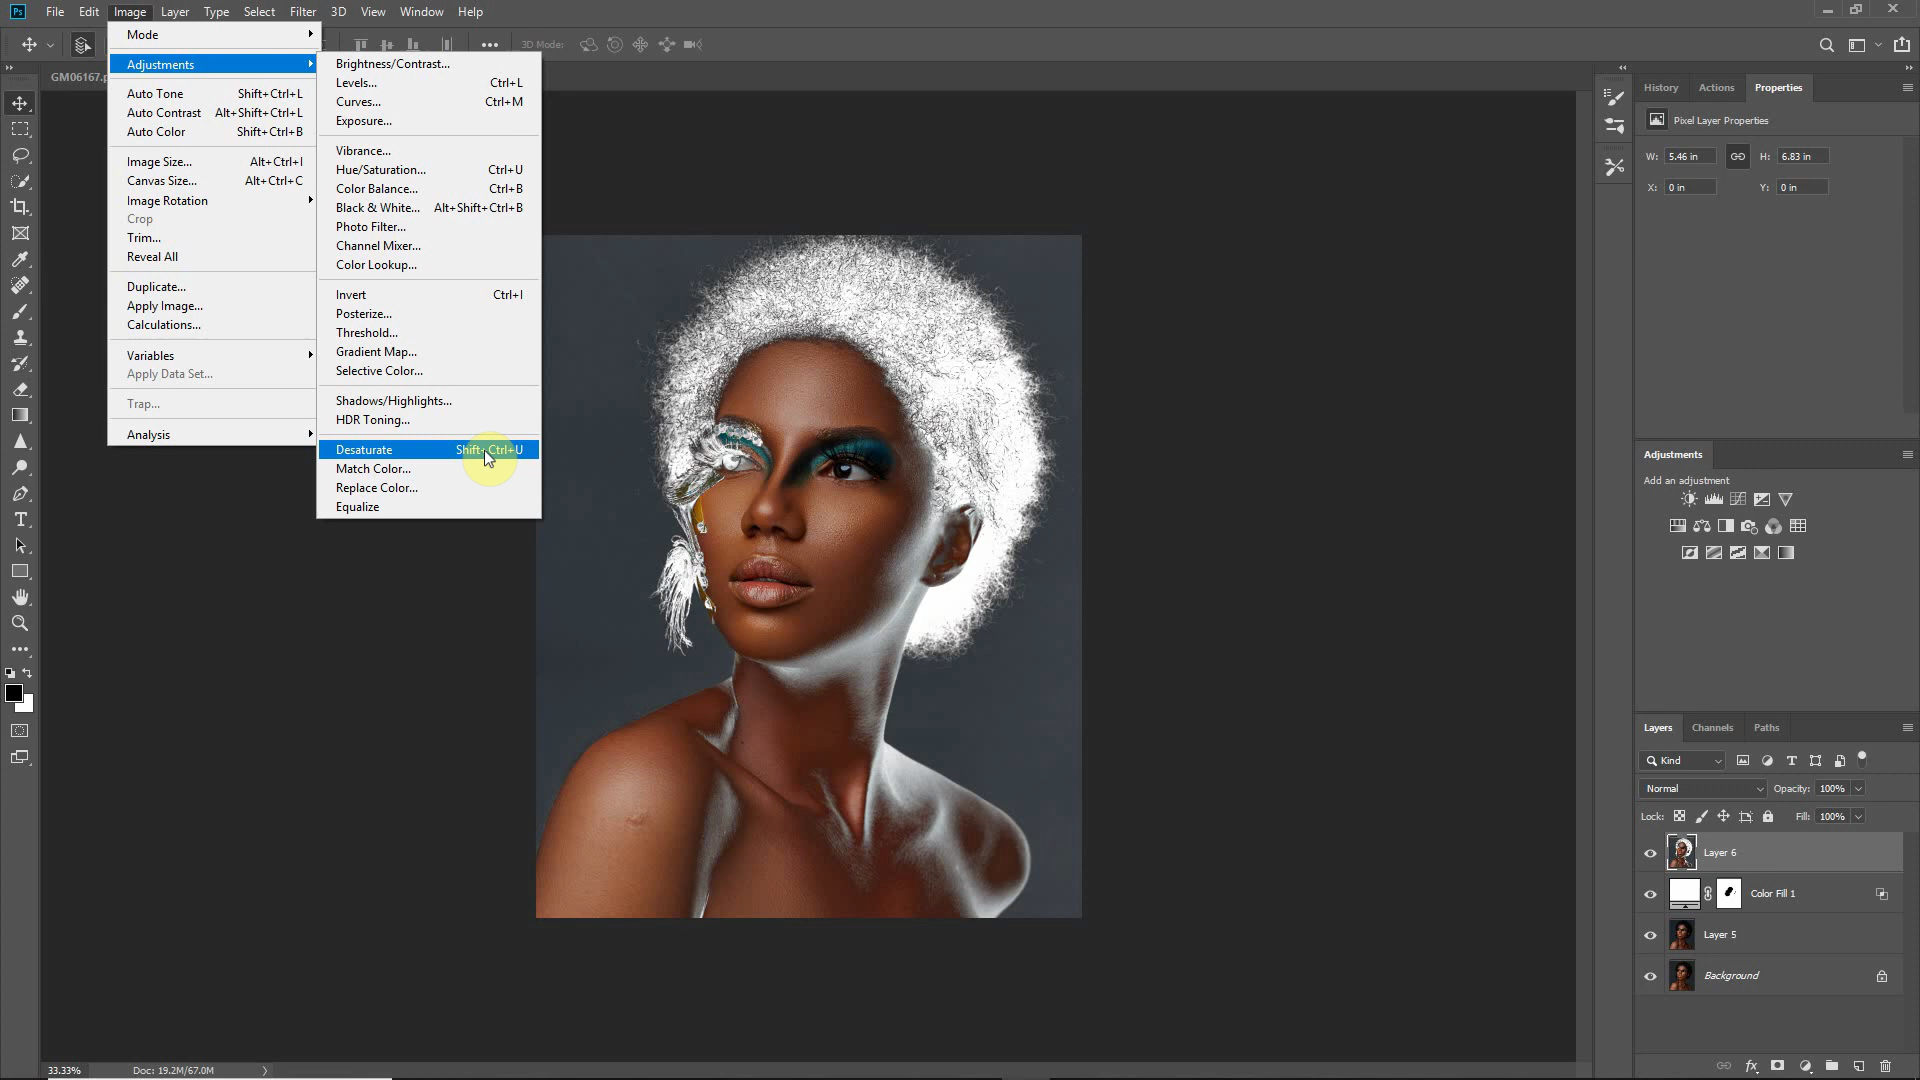 Ps File Edit Image Layer Type Select Filter 3D View Window Help
3D Mode:
GM06167.p
Mode
Adjustments
Auto Tone Shift+Ctrl+L
Auto Contrast Alt+Shift+Ctrl+L
Auto Color Shift+Ctrl+B
Image Size... Alt+Ctrl+I
Canvas Size... Alt+Ctrl+C
Image Rotation
Crop
Trim...
Reveal All
Duplicate...
Apply Image...
Calculations...
Variables
Apply Data Set...
Trap...
Analysis
Brightness/Contrast...
Levels... Ctrl+L
Curves... Ctrl+M
Exposure...
Vibrance...
Hue/Saturation... Ctrl+U
Color Balance... Ctrl+B
Black & White... Alt+Shift+Ctrl+B
Photo Filter...
Channel Mixer...
Color Lookup...
Invert Ctrl+I
Posterize...
Threshold...
Gradient Map...
Selective Color...
Shadows/Highlights...
HDR Toning...
Desaturate Shift+Ctrl+U
Match Color...
Replace Color...
Equalize
History Actions Properties
Pixel Layer Properties
W: 5.46 in H: 6.83 in
X: 0 in Y: 0 in
Adjustments
Add an adjustment
Layers Channels Paths
Kind
Normal Opacity: 100%
Lock: Fill: 100%
Layer 6
Color Fill 1
Layer 5
Background
33.33% Doc: 19.2M/67.0M